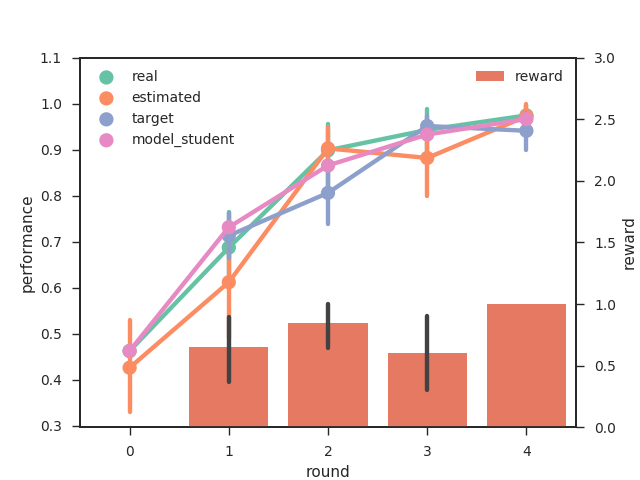 real
estimated
target
model_student
reward
1.1
1.0
0.9
0.8
0.7
0.6
0.5
0.4
0.3
performance
3.0
2.5
2.0
1.5
1.0
0.5
0.0
reward
0 1 2 3 4
round